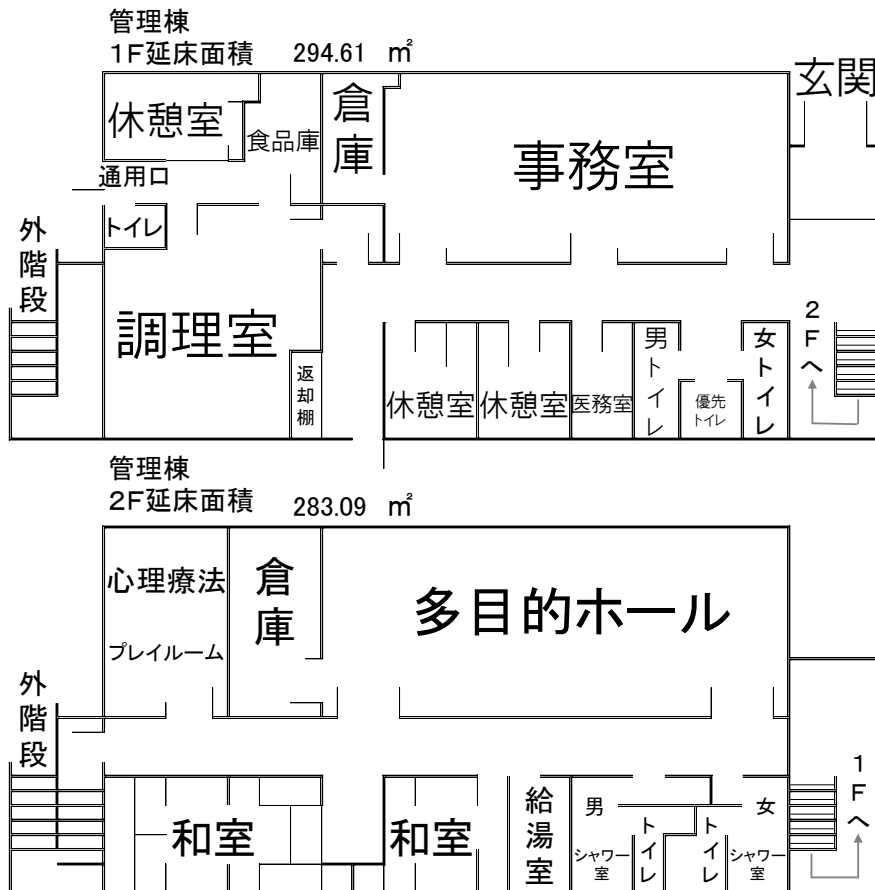 管理棟
1F延床面積 294.61 ㎡
玄関
休憩室
食品庫
倉庫
事務室
通用口
トイレ
外階段
調理室
返却棚
休憩室
休憩室
医務室
男トイレ
優先
トイレ
女トイレ
2Fへ
管理棟
2F延床面積 283.09 ㎡
心理療法
プレイルーム
倉庫
多目的ホール
外階段
和室
和室
給湯室
男
シャワー
室
トイレ
トイレ
女
シャワー
室
1Fへ